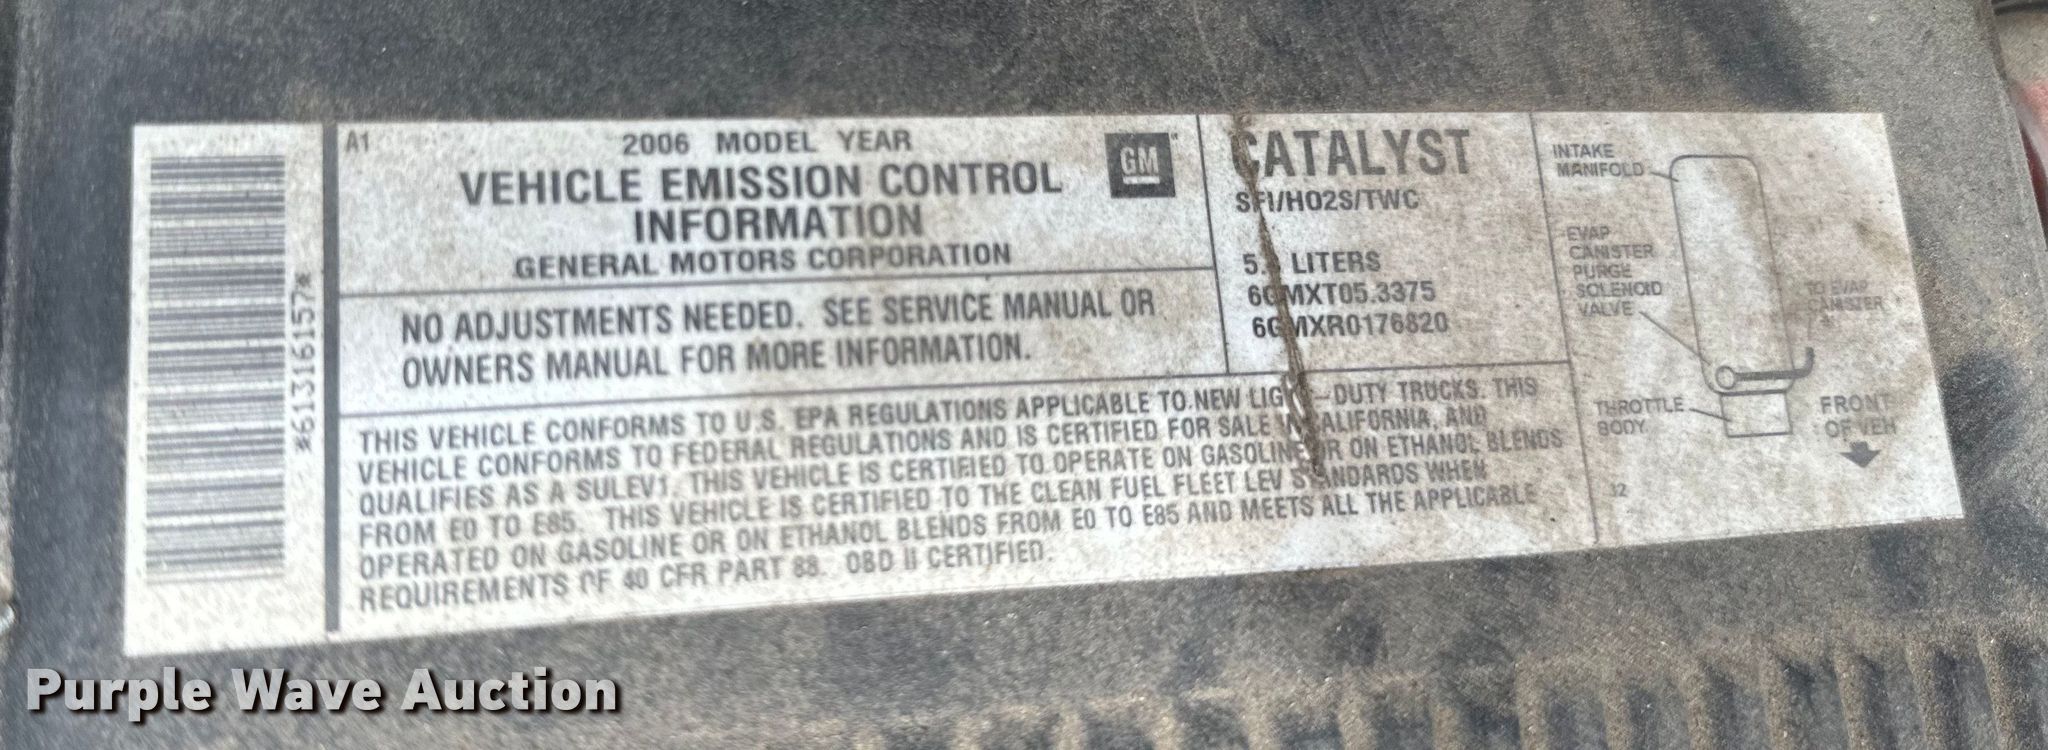 A1
2006 MODEL YEAR
VEHICLE EMISSION CONTROL
INFORMATION
GENERAL MOTORS CORPORATION
GM
NO ADJUSTMENTS NEEDED. SEE SERVICE MANUAL OR
OWNERS MANUAL FOR MORE INFORMATION.
*61316157*
CATALYST
SFI/HO2S/TWC
5. LITERS
6GMXT05.3375
6GMXR0176820
THIS VEHICLE CONFORMS TO U.S. EPA REGULATIONS APPLICABLE TO NEW LIGHT-DUTY TRUCKS. THIS
VEHICLE CONFORMS TO FEDERAL REGULATIONS AND IS CERTIFIED FOR SALE IN CALIFORNIA, AND
QUALIFIES AS A SULEV1. THIS VEHICLE IS CERTIFIED TO OPERATE ON GASOLINE OR ON ETHANOL BLENDS
FROM E0 TO E85. THIS VEHICLE IS CERTIFIED TO THE CLEAN FUEL FLEET LEV STANDARDS WHEN
OPERATED ON GASOLINE OR ON ETHANOL BLENDS FROM E0 TO E85 AND MEETS ALL THE APPLICABLE
REQUIREMENTS OF 40 CFR PART 88. OBD II CERTIFIED.
INTAKE
MANIFOLD
EVAP
CANISTER
PURGE
SOLENOID
VALVE
TO EVAP
CANISTER
THROTTLE
BODY
FRONT
OF VEH
12
Purple Wave Auction